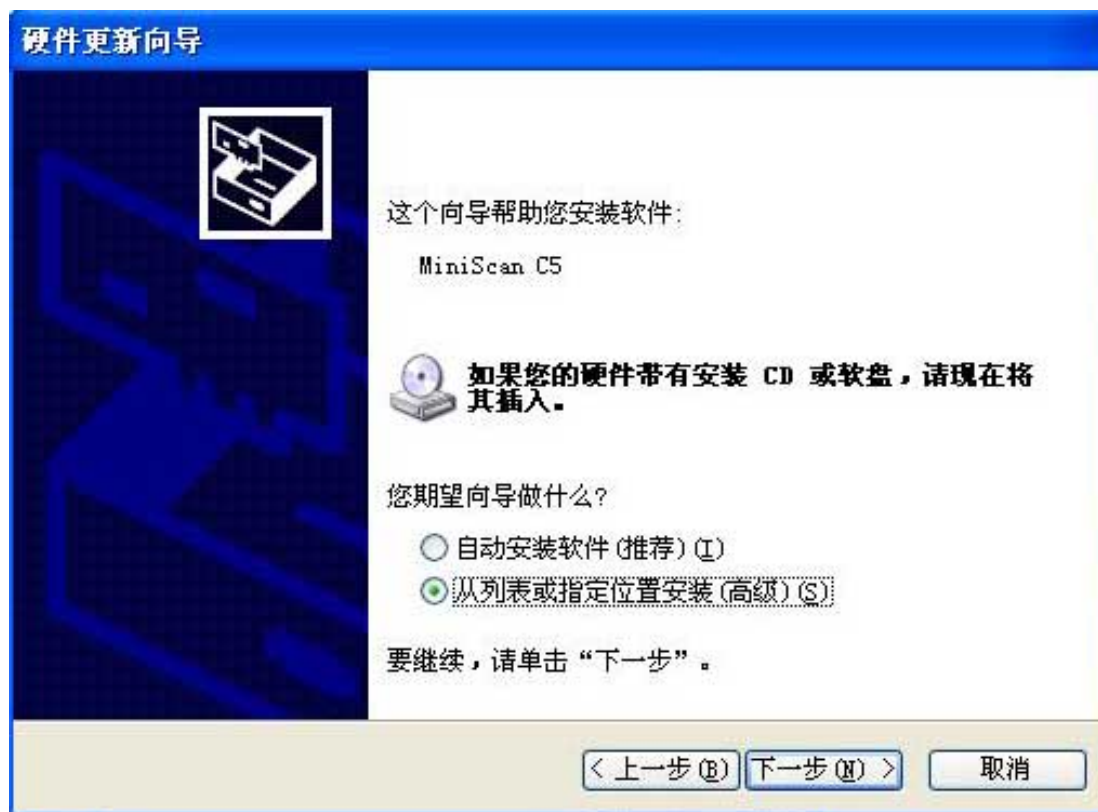 硬件更新向导
这个向导帮助您安装软件:
MiniScan C5
如果您的硬件带有安装 CD 或软盘，请现在将
其插入。
您期望向导做什么?
自动安装软件(推荐)(I)
从列表或指定位置安装(高级)(S)
要继续，请单击“下一步”。
< 上一步(B) 下一步(N) > 取消